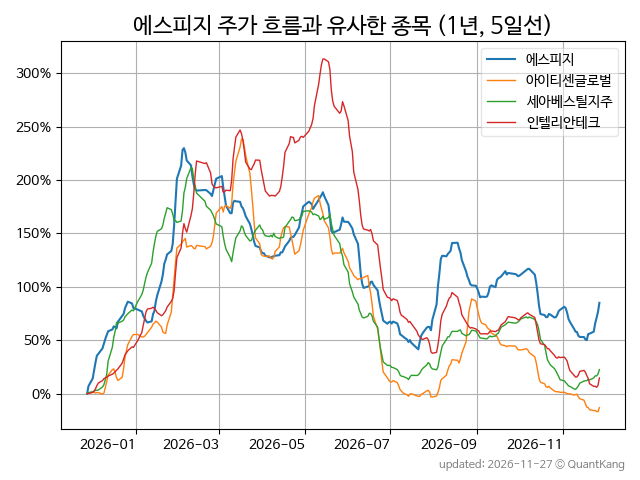 에스피지 주가 흐름과 유사한 종목 (1년, 5일선)
에스피지
아이티센글로벌
세아베스틸지주
인텔리안테크
300%
250%
200%
150%
100%
50%
0%
2026-01 2026-03 2026-05 2026-07 2026-09 2026-11
updated: 2026-11-27 © QuantKang